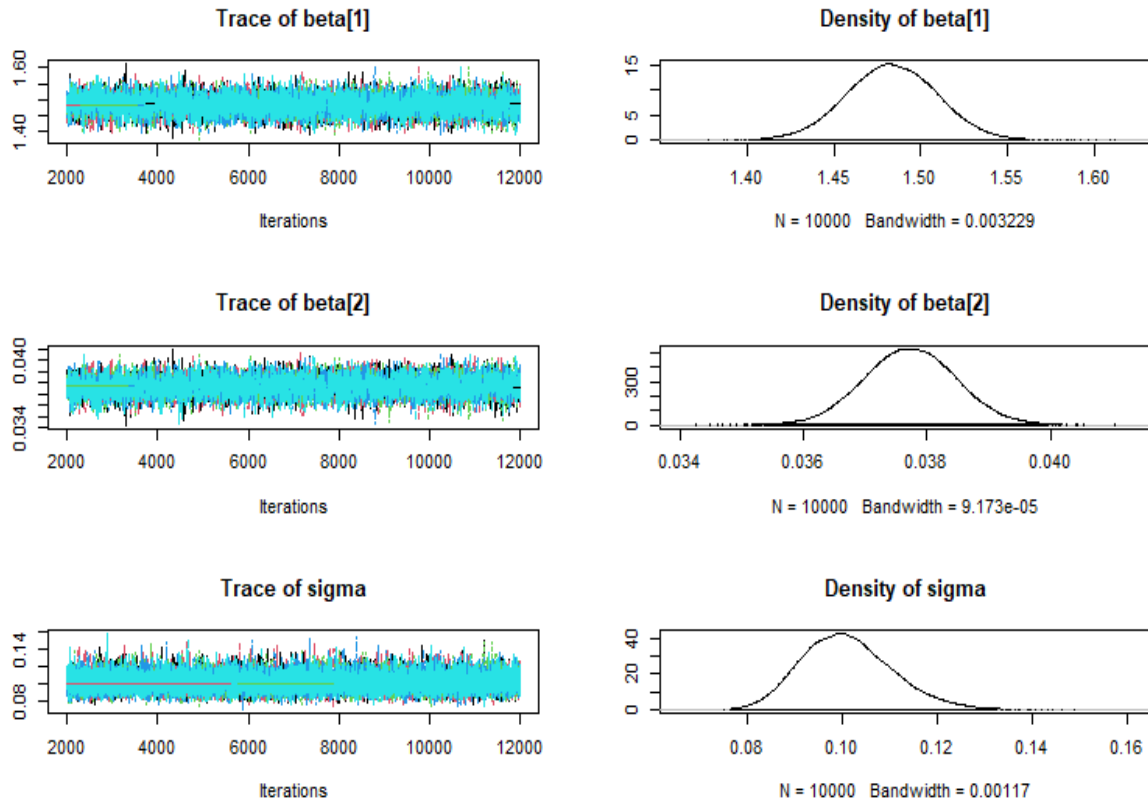 Trace of beta[1]
1.60
1.40
2000 4000 6000 8000 10000 12000
Iterations
Density of beta[1]
15
5
0
1.40 1.45 1.50 1.55 1.60
N = 10000 Bandwidth = 0.003229
Trace of beta[2]
0.040
0.034
2000 4000 6000 8000 10000 12000
Iterations
Density of beta[2]
300
0
0.034 0.036 0.038 0.040
N = 10000 Bandwidth = 9.173e-05
Trace of sigma
0.14
0.08
2000 4000 6000 8000 10000 12000
Iterations
Density of sigma
40
20
0
0.08 0.10 0.12 0.14 0.16
N = 10000 Bandwidth = 0.00117